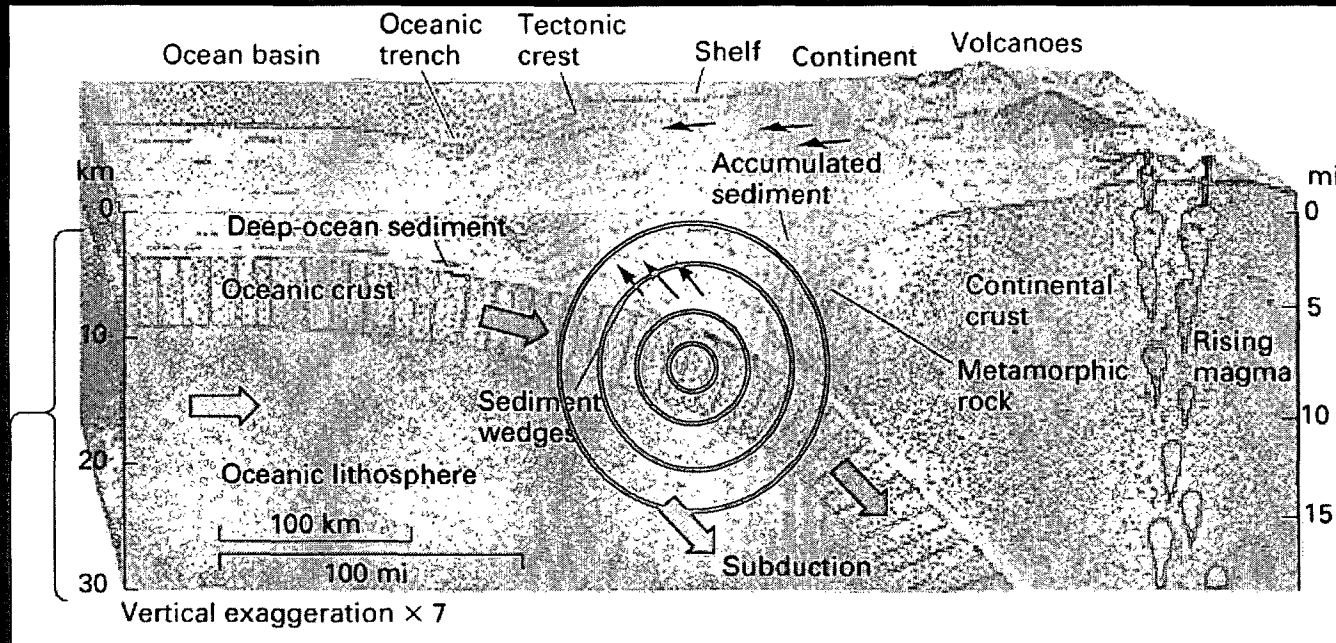 Ocean basin
Oceanic
trench
Tectonic
crest
Shelf
Continent
Volcanoes
Accumulated
sediment
km
mi
0
0
... Deep-ocean sediment
Oceanic crust
Continental
crust
5
10
Rising
magma
Metamorphic
rock
Sediment
wedges
10
20
Oceanic lithosphere
100 km
15
100 mi
Subduction
30
Vertical exaggeration × 7